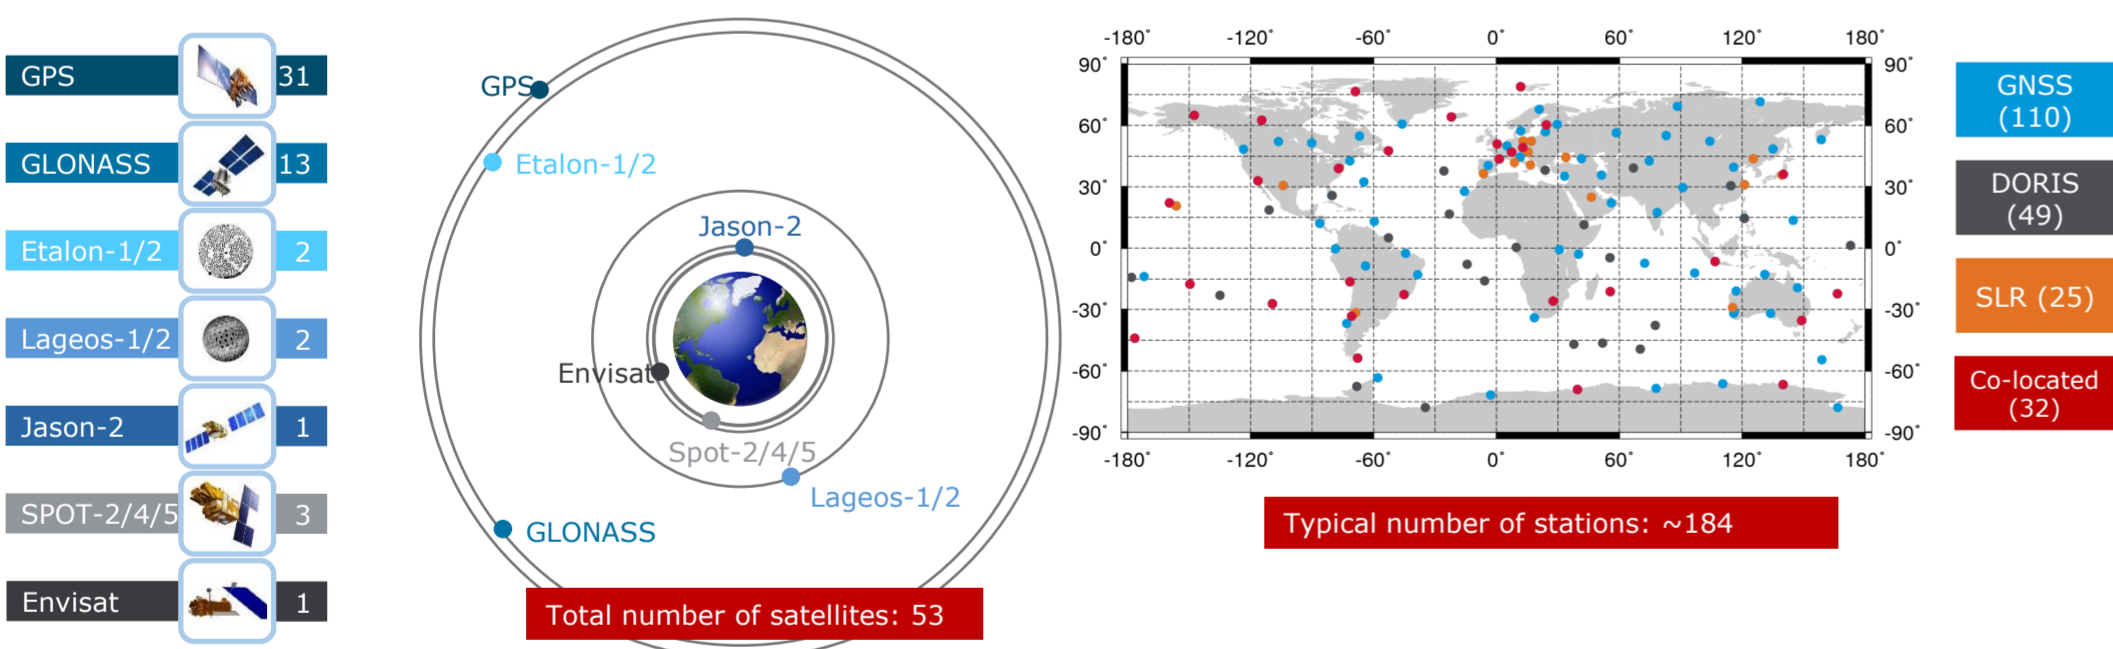 GPS 31
GLONASS 13
Etalon-1/2 2
Lageos-1/2 2
Jason-2 1
SPOT-2/4/5 3
Envisat 1
GPS
Etalon-1/2
Jason-2
Envisat
Spot-2/4/5
Lageos-1/2
GLONASS
Total number of satellites: 53
-180˚ -120˚ -60˚ 0˚ 60˚ 120˚ 180˚
90˚ 90˚
60˚ 60˚
30˚ 30˚
0˚ 0˚
-30˚ -30˚
-60˚ -60˚
-90˚ -90˚
-180˚ -120˚ -60˚ 0˚ 60˚ 120˚ 180˚
Typical number of stations: ~184
GNSS
(110)
DORIS
(49)
SLR (25)
Co-located
(32)